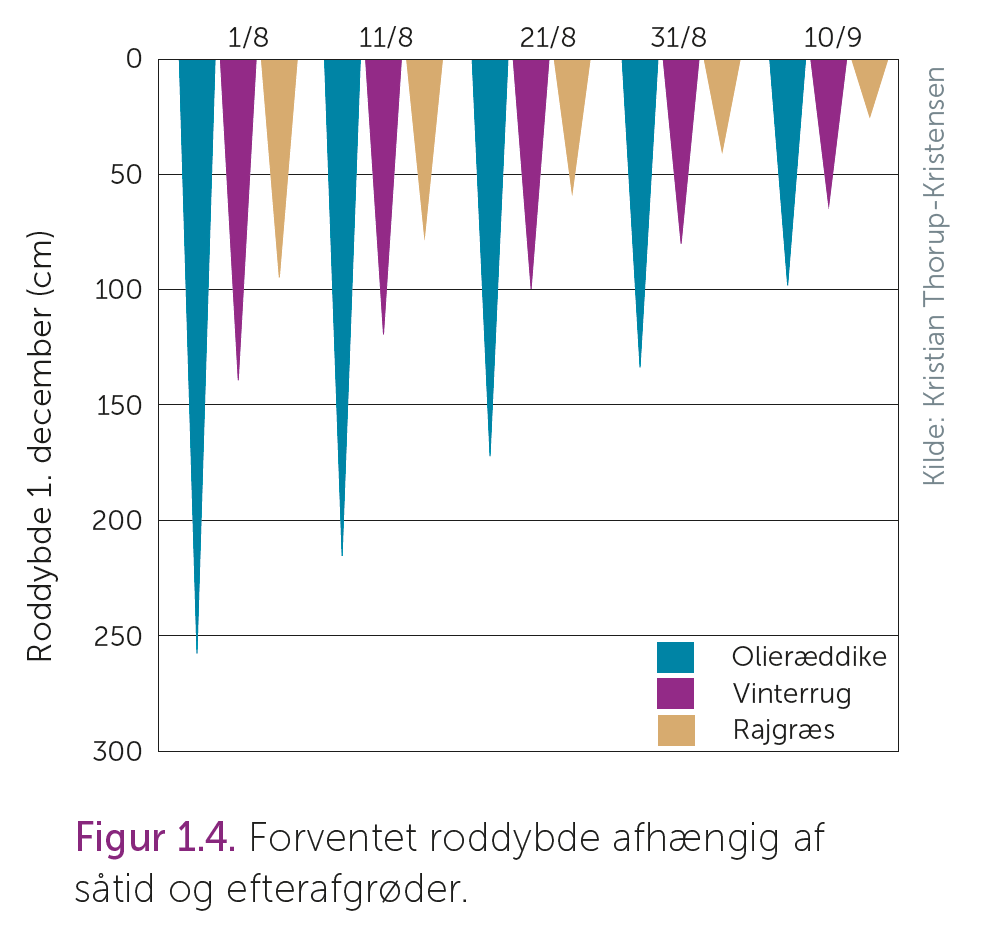 1/8 11/8 21/8 31/8 10/9
0
50
100
150
200
250
300
Roddybde 1. december (cm)
Olieræddike
Vinterrug
Rajgræs
Kilde: Kristian Thorup-Kristensen
Figur 1.4. Forventet roddybde afhængig af
såtid og efterafgrøder.